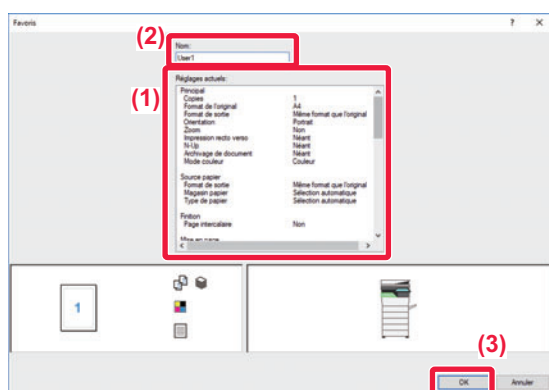 Favoris ? X
(2)
Nom:
User1
(1)
Réglages actuels:
Principal
Copies 1
Format de l'original A4
Format de sortie Même format que l'original
Orientation Portrait
Zoom Non
Impression recto verso Néant
N-Up Néant
Archivage de document Néant
Mode couleur Couleur
Source papier
Format de sortie Même format que l'original
Magasin papier Sélection automatique
Type de papier Sélection automatique
Finition
Page intercalaire Non
Mise en page
1
(3)
OK Annuler